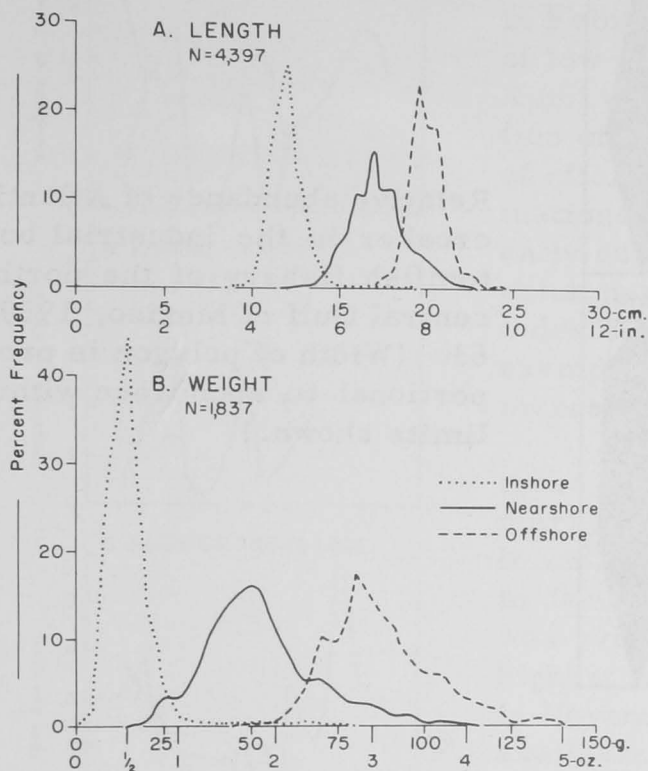 30
A. LENGTH
N=4,397
20
10
0
0 5 10 15 20 25 30-cm.
0 2 4 6 8 10 12-in.
Percent Frequency
B. WEIGHT
N=1,837
40
30
20
10
0
Inshore
Nearshore
Offshore
0 25 50 75 100 125 150-g.
0 ½ 1 2 3 4 5-oz.